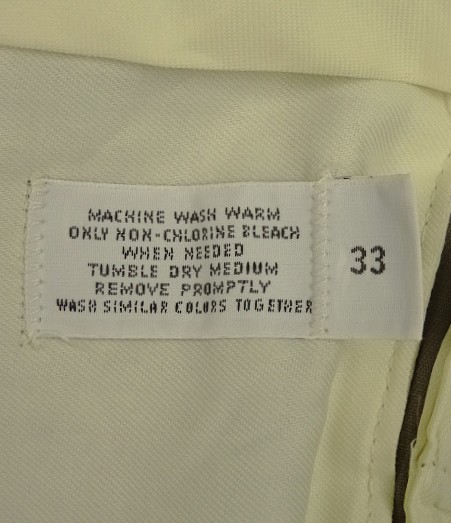 MACHINE WASH WARM
ONLY NON-CHLORINE BLEACH
WHEN NEEDED
TUMBLE DRY MEDIUM
REMOVE PROMPTLY
WASH SIMILAR COLORS TOGETHER
33